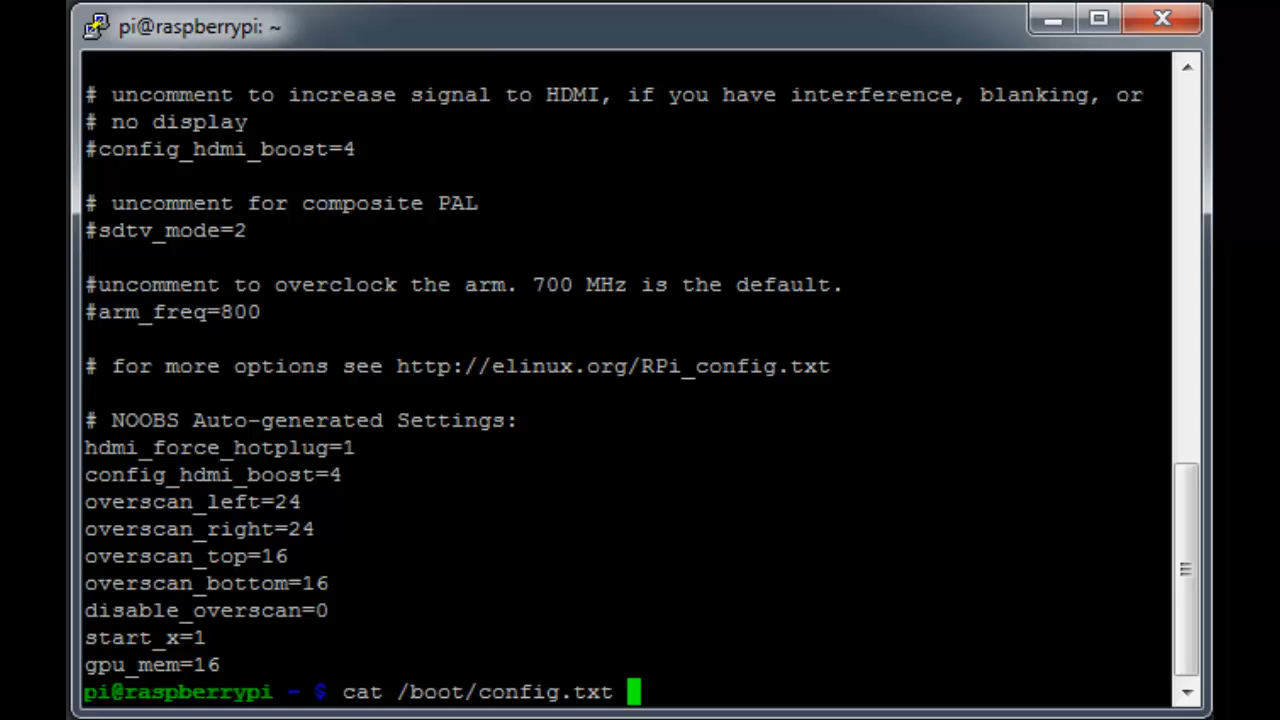 pi@raspberrypi: ~
# uncomment to increase signal to HDMI, if you have interference, blanking, or
# no display
#config_hdmi_boost=4
# uncomment for composite PAL
#sdtv_mode=2
#uncomment to overclock the arm. 700 MHz is the default.
#arm_freq=800
# for more options see http://elinux.org/RPi_config.txt
# NOOBS Auto-generated Settings:
hdmi_force_hotplug=1
config_hdmi_boost=4
overscan_left=24
overscan_right=24
overscan_top=16
overscan_bottom=16
disable_overscan=0
start_x=1
gpu_mem=16
pi@raspberrypi ~ $ cat /boot/config.txt